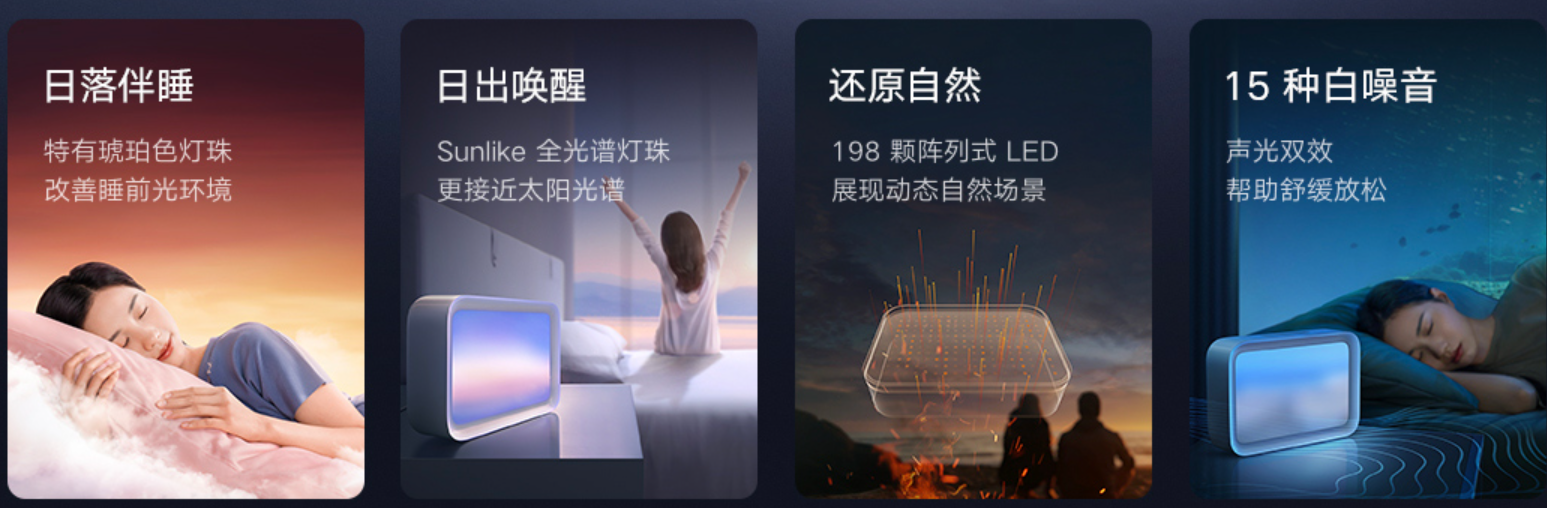 日落伴睡
特有琥珀色灯珠
改善睡前光环境
日出唤醒
Sunlike 全光谱灯珠
更接近太阳光谱
还原自然
198 颗阵列式 LED
展现动态自然场景
15 种白噪音
声光双效
帮助舒缓放松